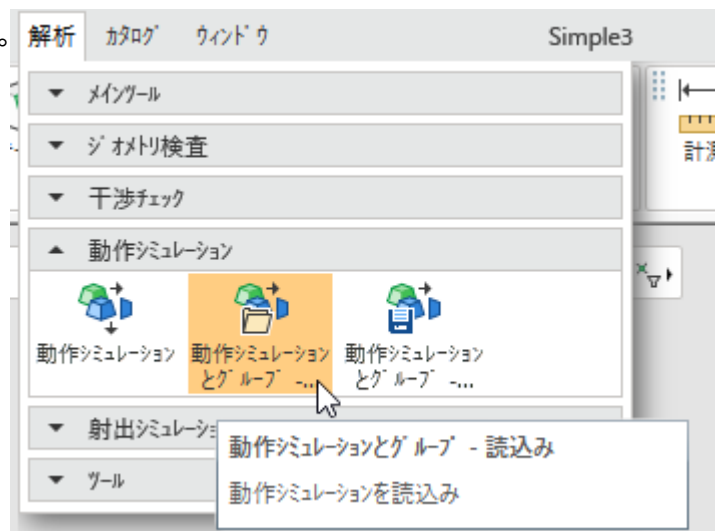 。
解析 ｶﾀﾛｸﾞ ｳｨﾝﾄﾞｳ Simple3
ﾒｲﾝﾂｰﾙ
ｼﾞｵﾒﾄﾘ検査
計測
干渉ﾁｪｯｸ
動作ｼﾐｭﾚｰｼｮﾝ
動作ｼﾐｭﾚｰｼｮﾝ 動作ｼﾐｭﾚｰｼｮﾝ 動作ｼﾐｭﾚｰｼｮﾝ
とｸﾞﾙｰﾌﾟ -... とｸﾞﾙｰﾌﾟ -...
射出ｼﾐｭﾚｰｼｮ
動作ｼﾐｭﾚｰｼｮﾝとｸﾞﾙｰﾌﾟ - 読込み
ﾂｰﾙ
動作ｼﾐｭﾚｰｼｮﾝを読込み